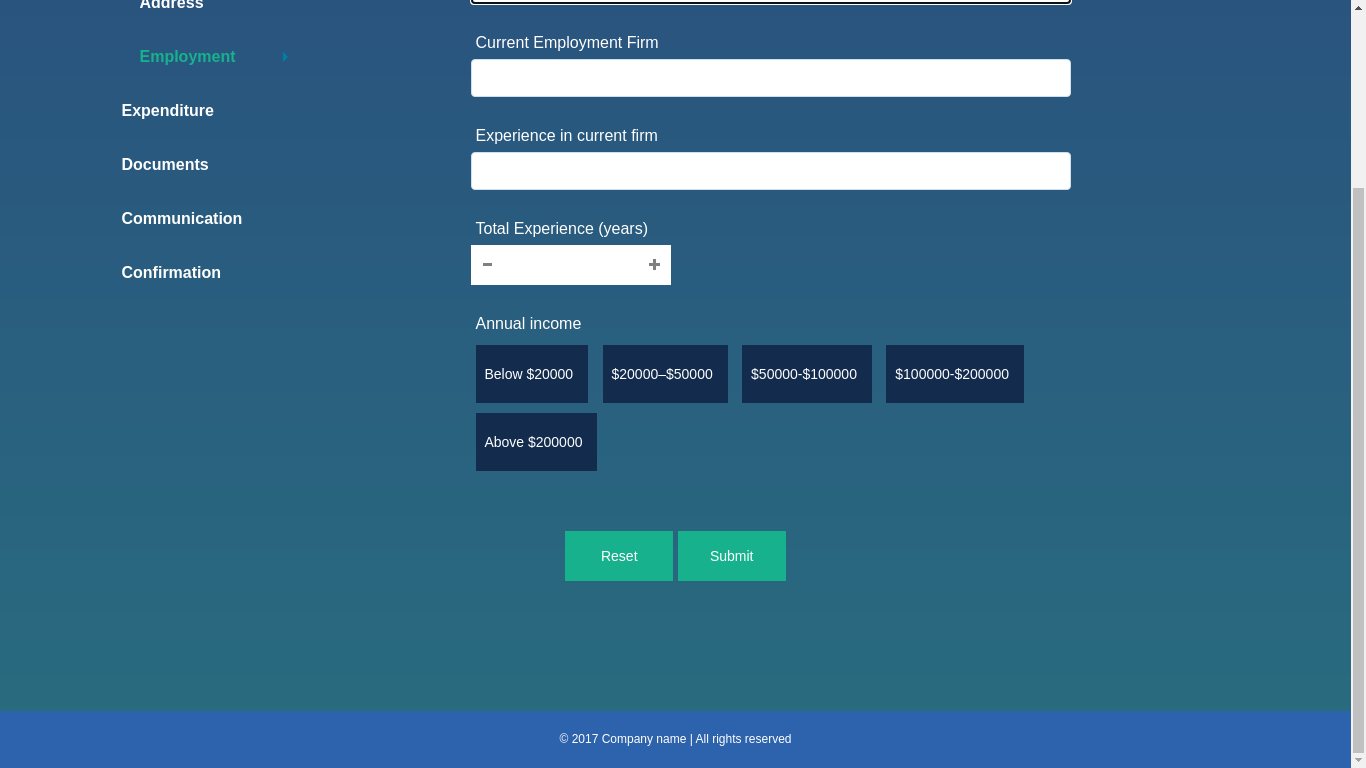 Address
Employment
Expenditure
Documents
Communication
Confirmation
Current Employment Firm
Experience in current firm
Total Experience (years)
Annual income
Below $20000
$20000–$50000
$50000-$100000
$100000-$200000
Above $200000
Reset
Submit
© 2017 Company name | All rights reserved